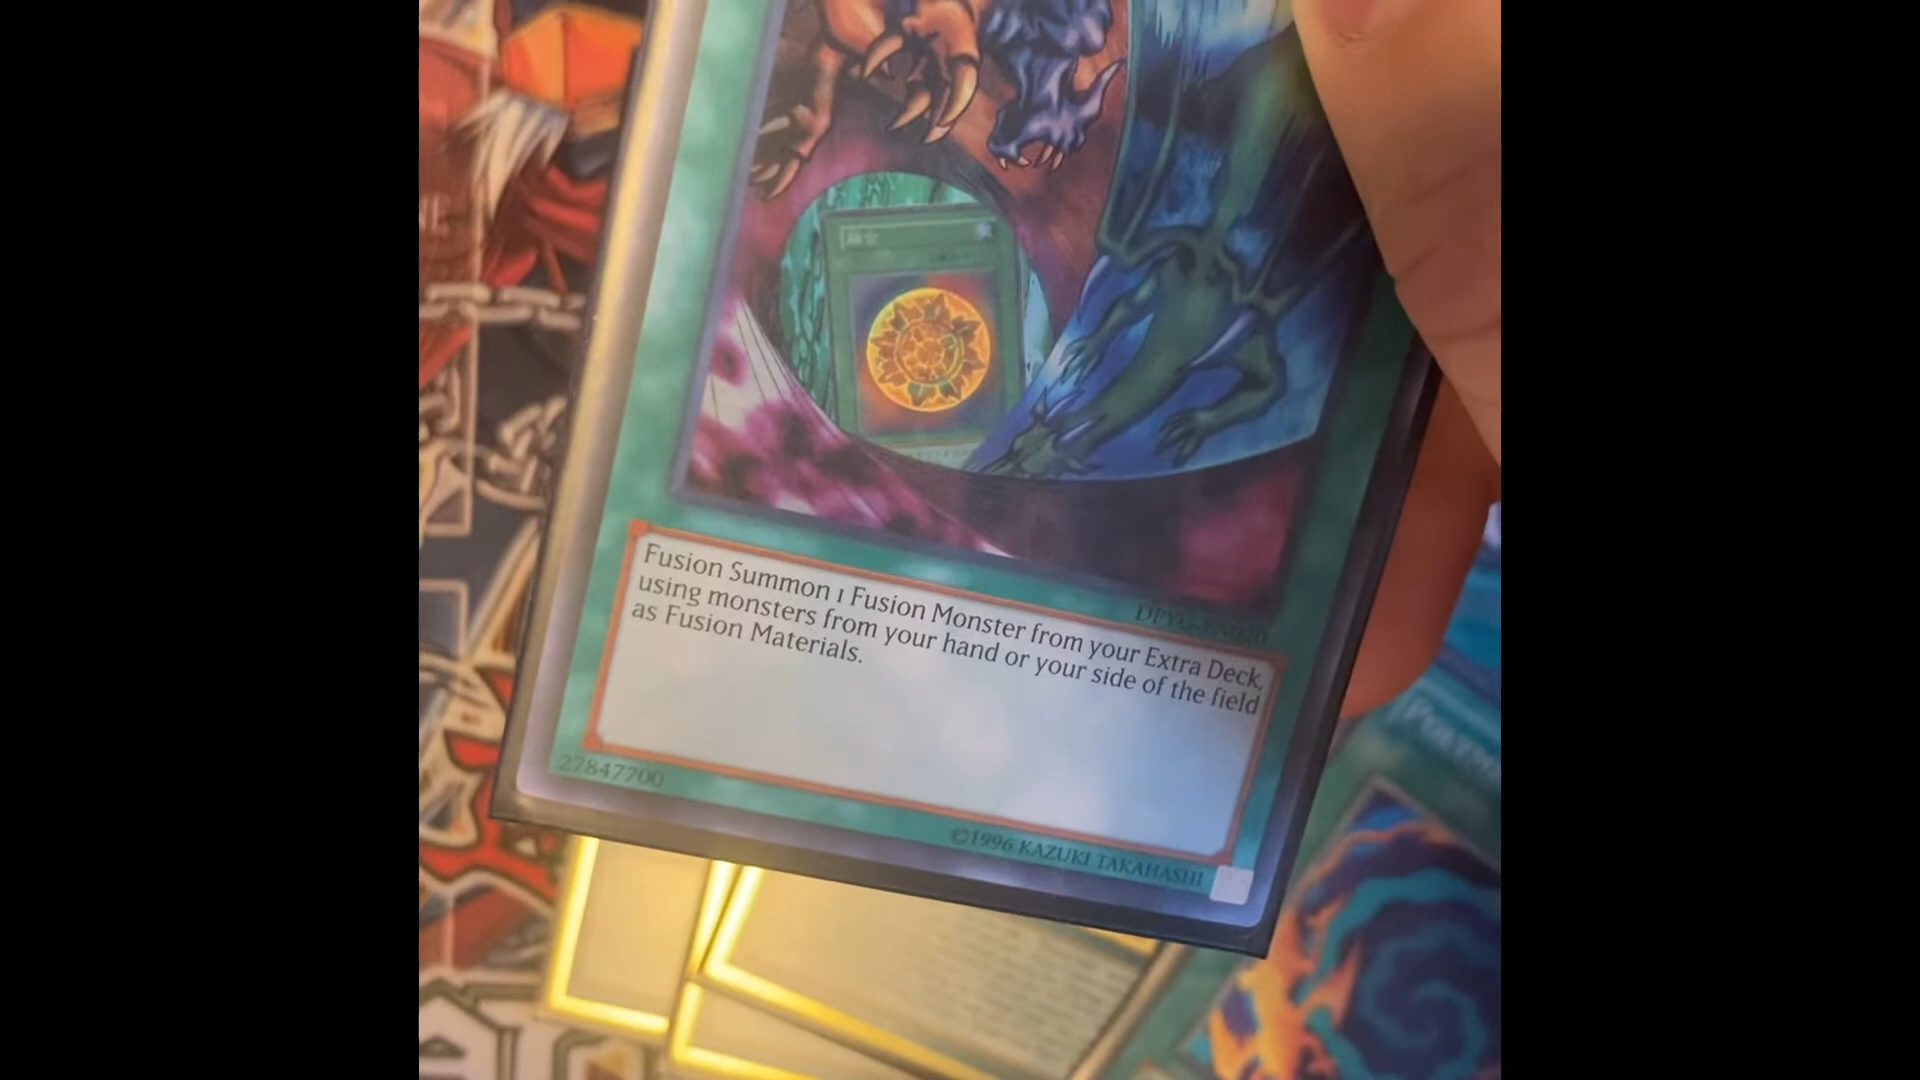 Fusion Summon 1 Fusion Monster from your Extra Deck,
using monsters from your hand or your side of the field
as Fusion Materials.
27847700
©1996 KAZUKI TAKAHASHI